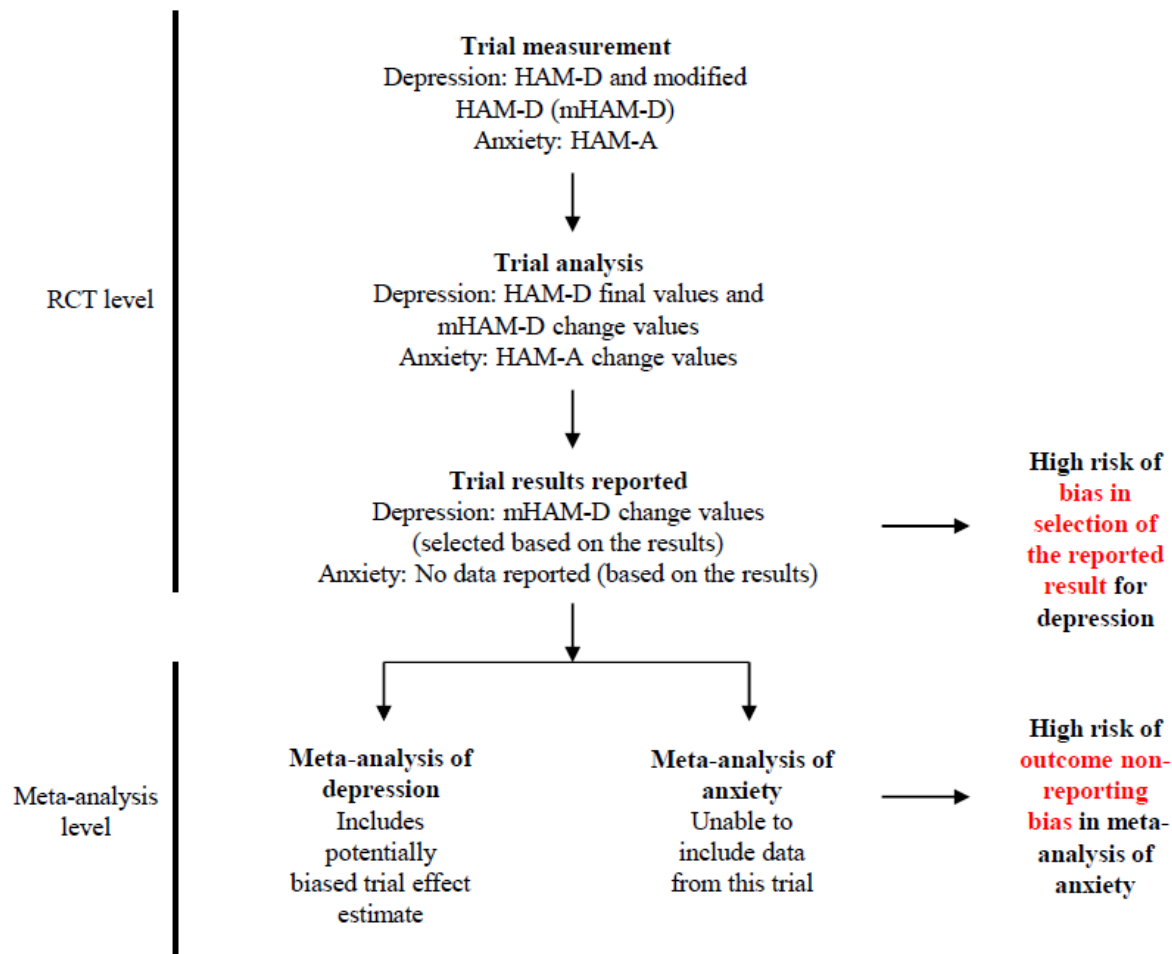 Trial measurement
Depression: HAM-D and modified
HAM-D (mHAM-D)
Anxiety: HAM-A
RCT level
Trial analysis
Depression: HAM-D final values and
mHAM-D change values
Anxiety: HAM-A change values
Trial results reported
Depression: mHAM-D change values
(selected based on the results)
Anxiety: No data reported (based on the results)
High risk of
bias in
selection of
the reported
result for
depression
Meta-analysis
level
Meta-analysis of
depression
Includes
potentially
biased trial effect
estimate
Meta-analysis of
anxiety
Unable to
include data
from this trial
High risk of
outcome non-
reporting
bias in meta-
analysis of
anxiety